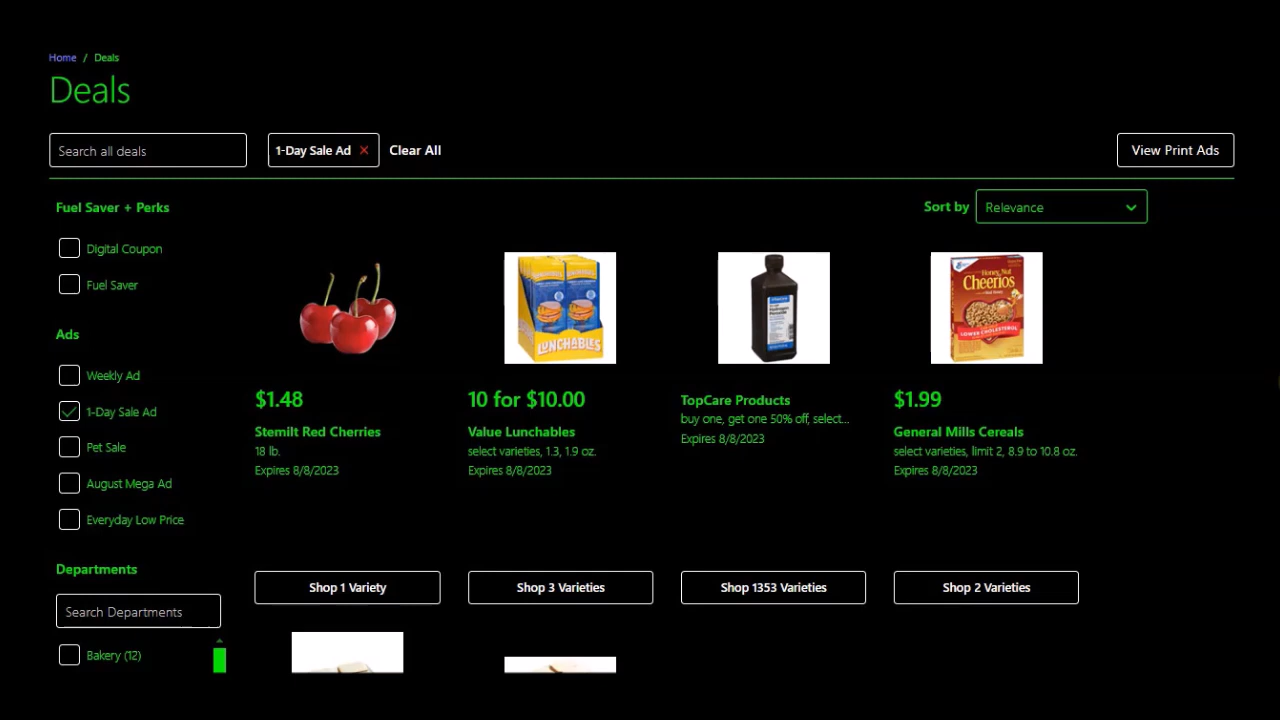 Home / Deals
Deals
Search all deals
1-Day Sale Ad ×
Clear All
View Print Ads
Fuel Saver + Perks
Digital Coupon
Fuel Saver
Ads
Weekly Ad
1-Day Sale Ad
Pet Sale
August Mega Ad
Everyday Low Price
Departments
Search Departments
Bakery (12)
Sort by Relevance
LUNCHABLES
Hydrogen
Peroxide
Honey Nut
Cheerios
LOWER CHOLESTEROL
$1.48
Stemilt Red Cherries
18 lb.
Expires 8/8/2023
Shop 1 Variety
10 for $10.00
Value Lunchables
select varieties, 1.3, 1.9 oz.
Expires 8/8/2023
Shop 3 Varieties
TopCare Products
buy one, get one 50% off, select...
Expires 8/8/2023
Shop 1353 Varieties
$1.99
General Mills Cereals
select varieties, limit 2, 8.9 to 10.8 oz.
Expires 8/8/2023
Shop 2 Varieties